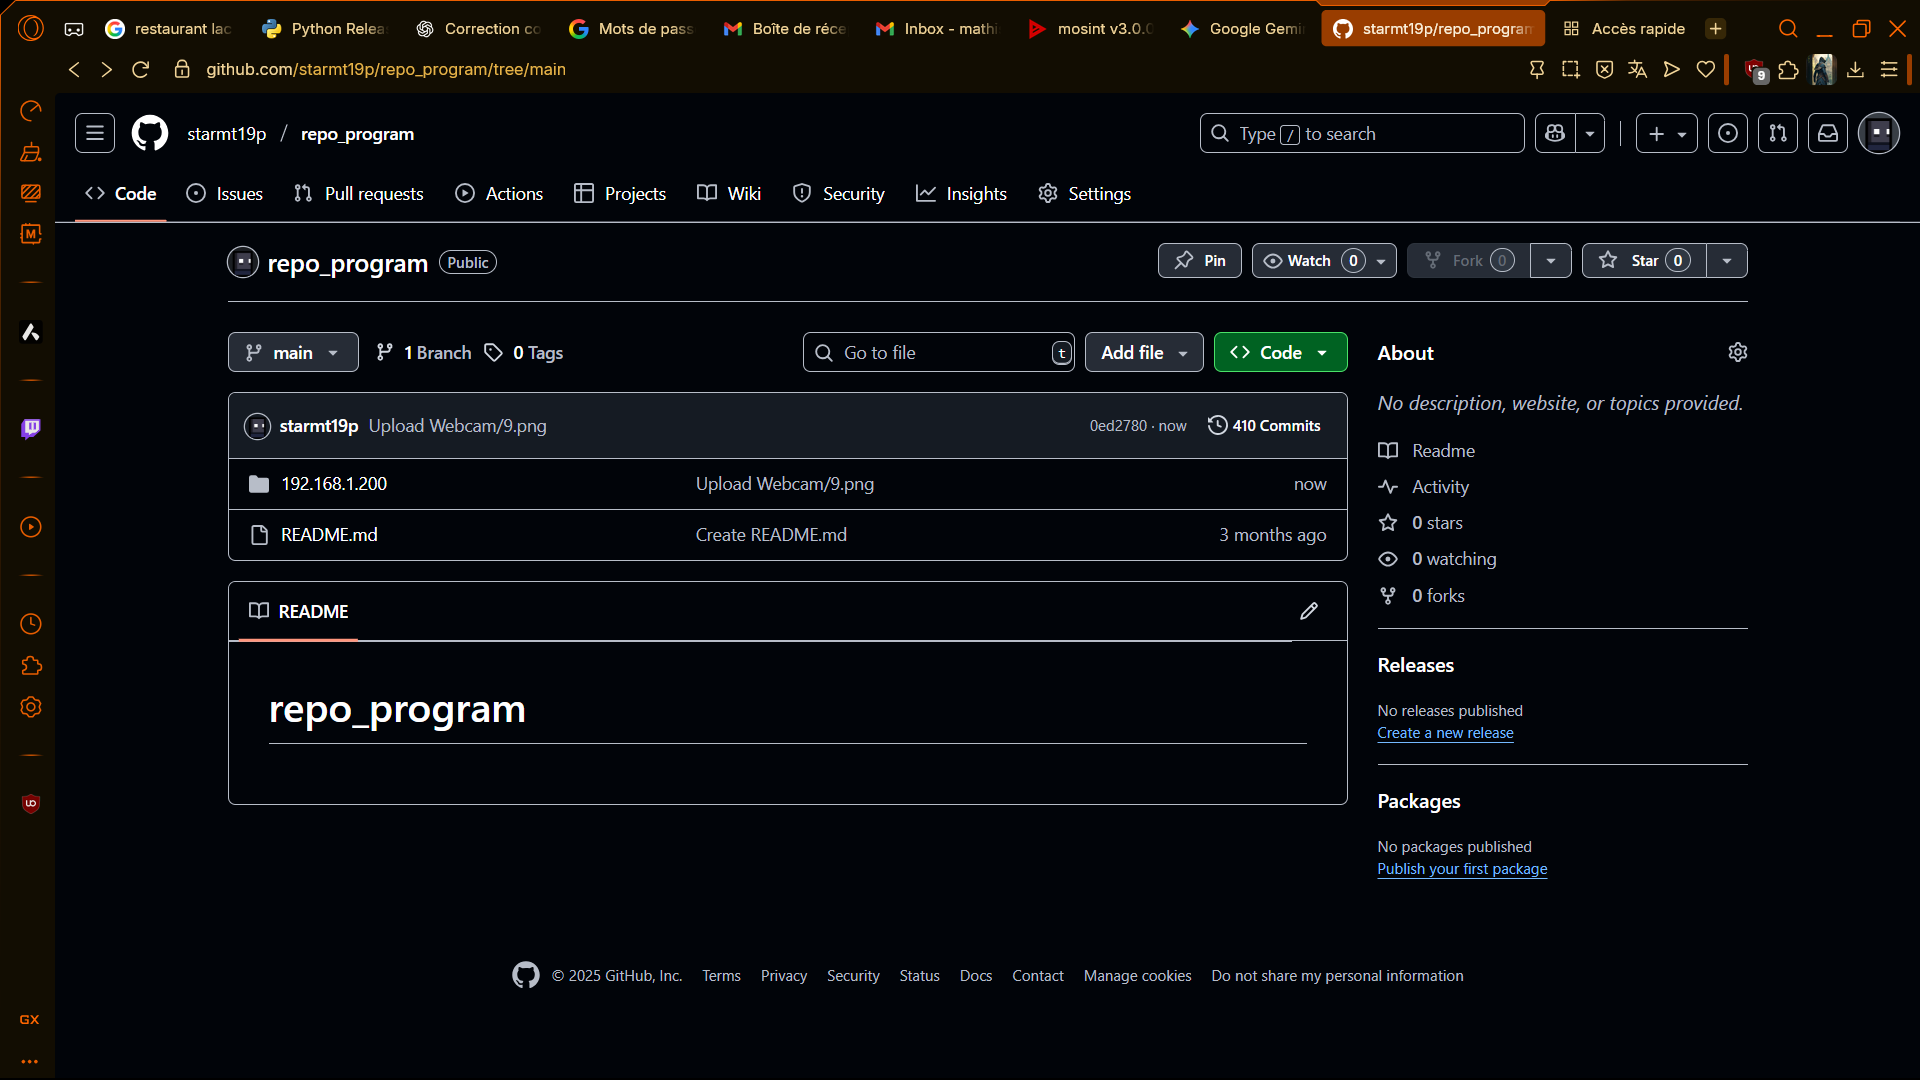 restaurant lac
Python Relea
Correction co
Mots de pass
Boîte de réce
Inbox - mathi
mosint v3.0.0
Google Gemi
starmt19p/repo_program
Accès rapide
github.com/starmt19p/repo_program/tree/main
9
starmt19p / repo_program
Type / to search
Code
Issues
Pull requests
Actions
Projects
Wiki
Security
Insights
Settings
repo_program Public
Pin
Watch 0
Fork 0
Star 0
main
1 Branch
0 Tags
Go to file t
Add file
Code
starmt19p Upload Webcam/9.png 0ed2780 · now 410 Commits
192.168.1.200 Upload Webcam/9.png now
README.md Create README.md 3 months ago
README
repo_program
About
No description, website, or topics provided.
Readme
Activity
0 stars
0 watching
0 forks
Releases
No releases published
Create a new release
Packages
No packages published
Publish your first package
© 2025 GitHub, Inc. Terms Privacy Security Status Docs Contact Manage cookies Do not share my personal information
M
GX